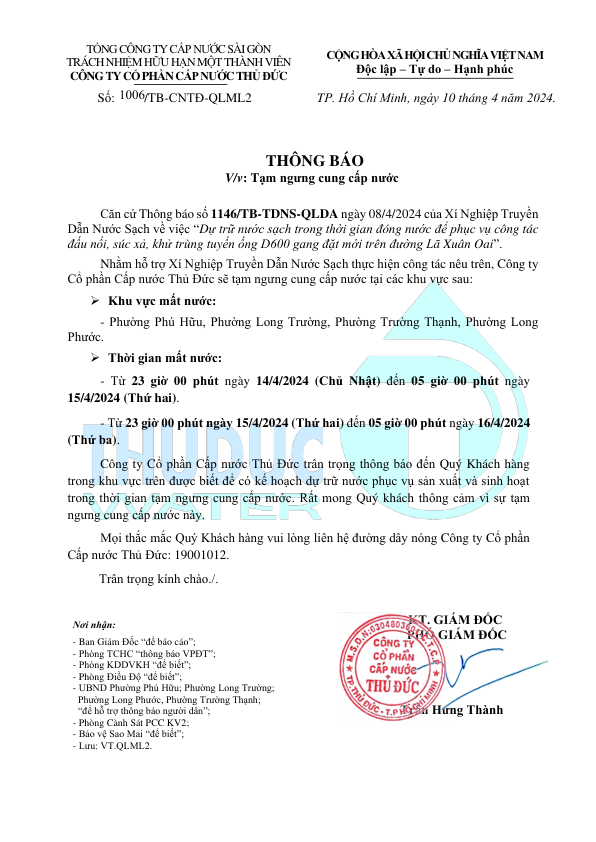 TỔNG CÔNG TY CẤP NƯỚC SÀI GÒN
TRÁCH NHIỆM HỮU HẠN MỘT THÀNH VIÊN
CÔNG TY CỔ PHẦN CẤP NƯỚC THỦ ĐỨC
Số: 1006/TB-CNTĐ-QLML2
CỘNG HÒA XÃ HỘI CHỦ NGHĨA VIỆT NAM
Độc lập – Tự do – Hạnh phúc
TP. Hồ Chí Minh, ngày 10 tháng 4 năm 2024.
THÔNG BÁO
V/v: Tạm ngưng cung cấp nước
Căn cứ Thông báo số 1146/TB-TDNS-QLDA ngày 08/4/2024 của Xí Nghiệp Truyền
Dẫn Nước Sạch về việc “Dự trữ nước sạch trong thời gian đóng nước để phục vụ công tác
đấu nối, súc xả, khử trùng tuyến ống D600 gang đặt mới trên đường Lã Xuân Oai”.
Nhằm hỗ trợ Xí Nghiệp Truyền Dẫn Nước Sạch thực hiện công tác nêu trên, Công ty
Cổ phần Cấp nước Thủ Đức sẽ tạm ngưng cung cấp nước tại các khu vực sau:
➢ Khu vực mất nước:
- Phường Phú Hữu, Phường Long Trường, Phường Trường Thạnh, Phường Long
Phước.
➢ Thời gian mất nước:
- Từ 23 giờ 00 phút ngày 14/4/2024 (Chủ Nhật) đến 05 giờ 00 phút ngày
15/4/2024 (Thứ hai).
- Từ 23 giờ 00 phút ngày 15/4/2024 (Thứ hai) đến 05 giờ 00 phút ngày 16/4/2024
(Thứ ba).
Công ty Cổ phần Cấp nước Thủ Đức trân trọng thông báo đến Quý Khách hàng
trong khu vực trên được biết để có kế hoạch dự trữ nước phục vụ sản xuất và sinh hoạt
trong thời gian tạm ngưng cung cấp nước. Rất mong Quý khách thông cảm vì sự tạm
ngưng cung cấp nước này.
Mọi thắc mắc Quý Khách hàng vui lòng liên hệ đường dây nóng Công ty Cổ phần
Cấp nước Thủ Đức: 19001012.
Trân trọng kính chào./.
THUDUC
WATER
Nơi nhận:
- Ban Giám Đốc “để báo cáo”;
- Phòng TCHC “thông báo VPĐT”;
- Phòng KDDVKH “để biết”;
- Phòng Điều Độ “để biết”;
- UBND Phường Phú Hữu; Phường Long Trường;
Phường Long Phước, Phường Trường Thạnh;
“để hỗ trợ thông báo người dân”;
- Phòng Cảnh Sát PCC KV2;
- Bảo vệ Sao Mai “để biết”;
- Lưu: VT.QLML2.
KT. GIÁM ĐỐC
PHÓ GIÁM ĐỐC
CÔNG TY
CỔ PHẦN
CẤP NƯỚC
THỦ ĐỨC
TP.THỦ ĐỨC - T.P HỒ CHÍ MINH
Trần Hưng Thành